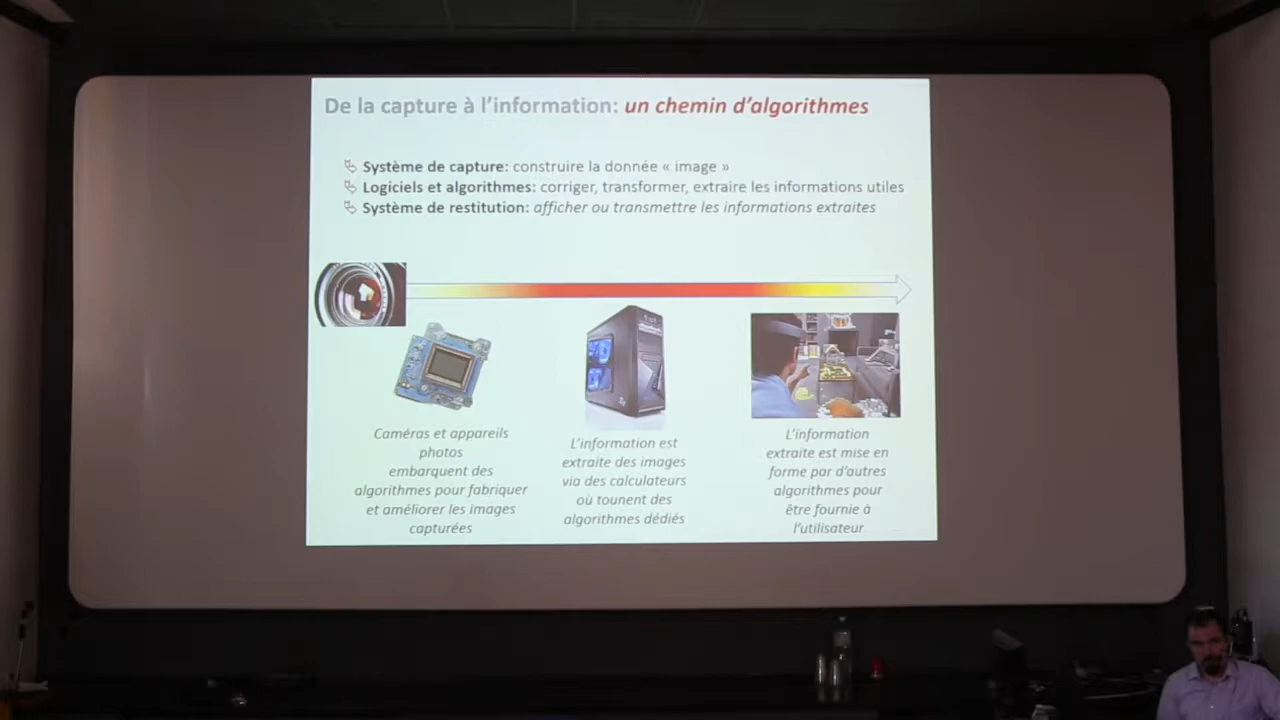 De la capture à l'information: un chemin d'algorithmes
Système de capture: construire la donnée « image »
Logiciels et algorithmes: corriger, transformer, extraire les informations utiles
Système de restitution: afficher ou transmettre les informations extraites
Caméras et appareils
photos
embarquent des
algorithmes pour fabriquer
et améliorer les images
capturées
L'information est
extraite des images
via des calculateurs
où tounent des
algorithmes dédiés
L'information
extraite est mise en
forme par d'autres
algorithmes pour
être fournie à
l'utilisateur